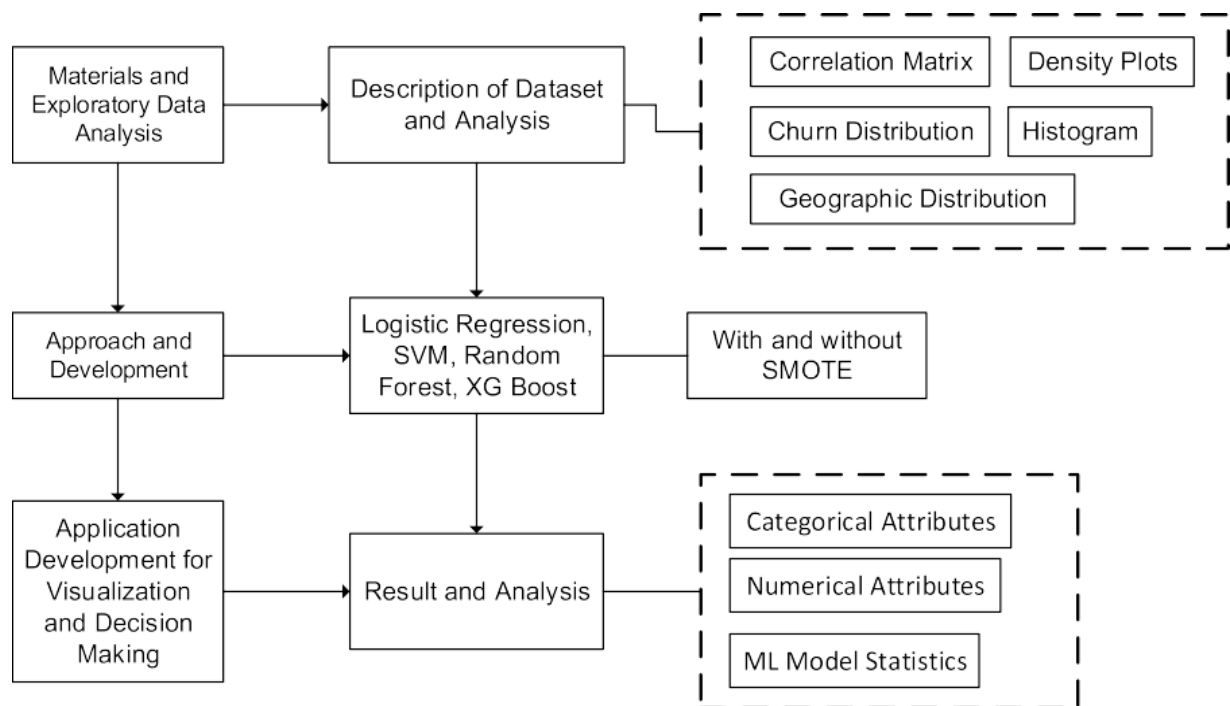 Materials and
Exploratory Data
Analysis
Description of Dataset
and Analysis
Correlation Matrix
Density Plots
Churn Distribution
Histogram
Geographic Distribution
Approach and
Development
Logistic Regression,
SVM, Random
Forest, XG Boost
With and without
SMOTE
Application
Development for
Visualization
and Decision
Making
Result and Analysis
Categorical Attributes
Numerical Attributes
ML Model Statistics